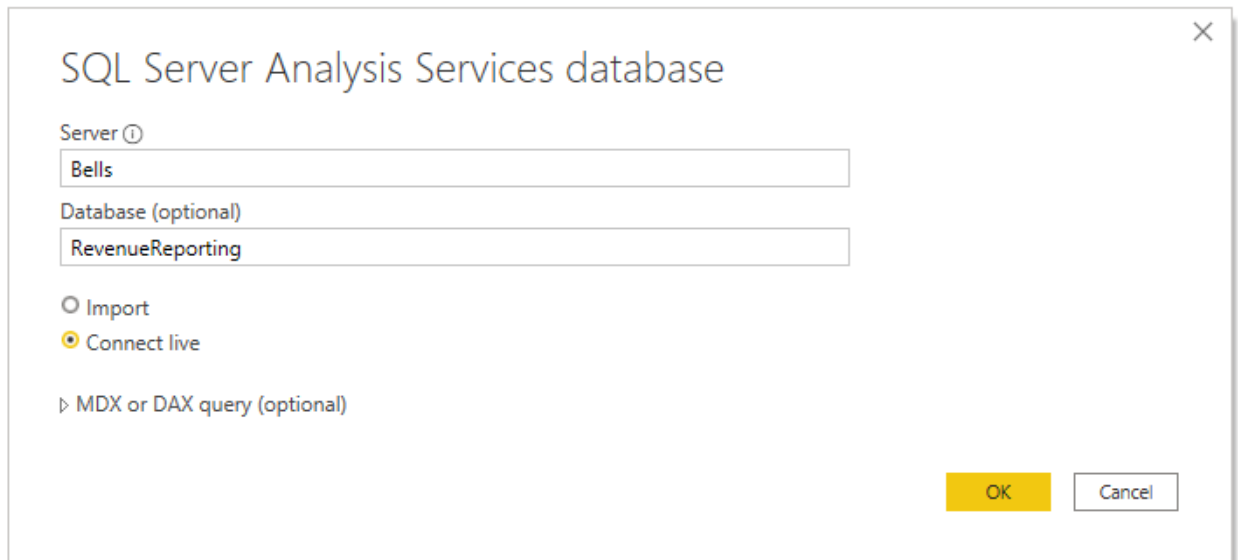 SQL Server Analysis Services database
Server
Bells
Database (optional)
RevenueReporting
Import
Connect live
MDX or DAX query (optional)
OK
Cancel